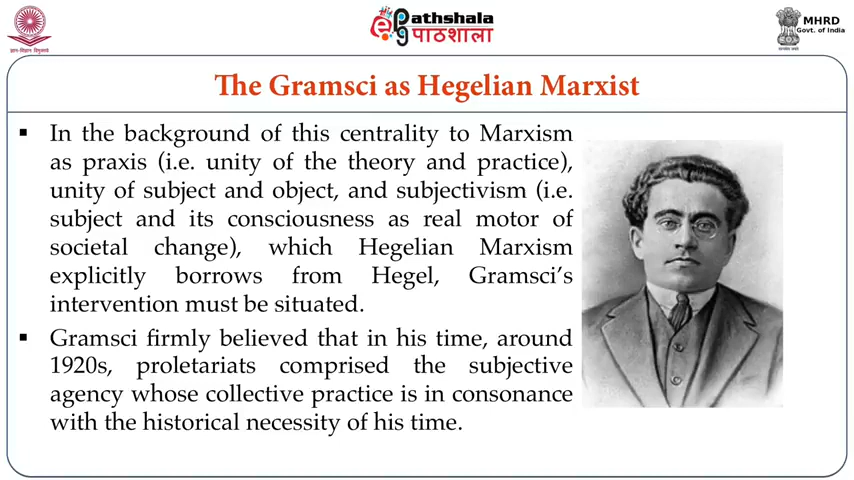 ePathshala
पाठशाला
MHRD
Govt. of India
The Gramsci as Hegelian Marxist
▪ In the background of this centrality to Marxism
as praxis (i.e. unity of the theory and practice),
unity of subject and object, and subjectivism (i.e.
subject and its consciousness as real motor of
societal change), which Hegelian Marxism
explicitly borrows from Hegel, Gramsci's
intervention must be situated.
▪ Gramsci firmly believed that in his time, around
1920s, proletariats comprised the subjective
agency whose collective practice is in consonance
with the historical necessity of his time.